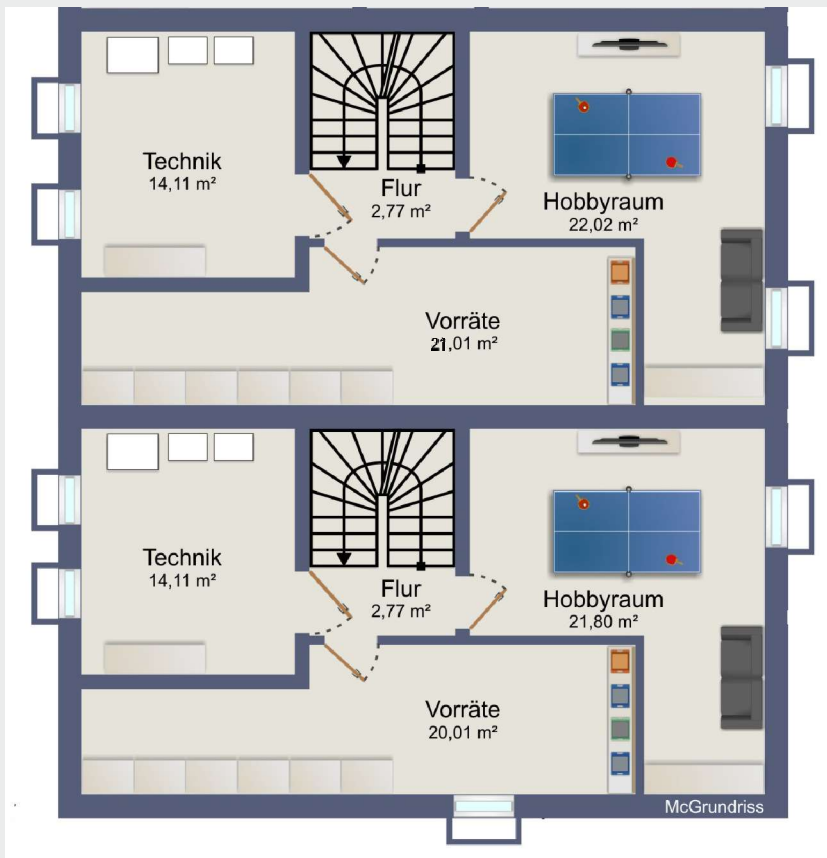 Technik
14,11 m²
Flur
2,77 m²
Hobbyraum
22,02 m²
Vorräte
21,01 m²
Technik
14,11 m²
Flur
2,77 m²
Hobbyraum
21,80 m²
Vorräte
20,01 m²
McGrundriss